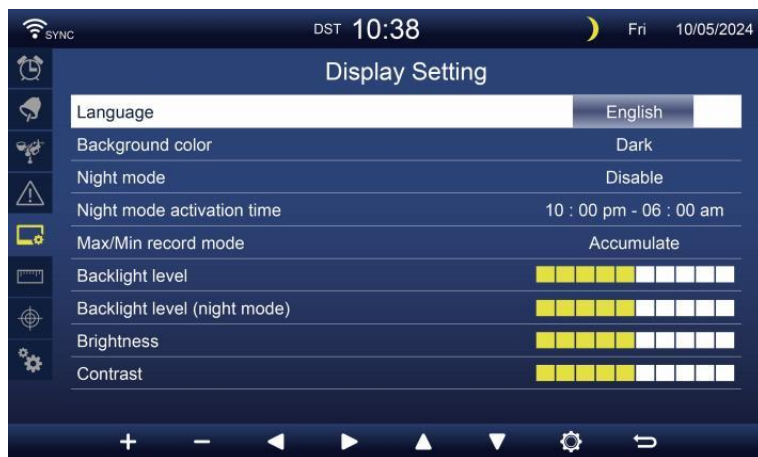 SYNC DST 10:38 Fri 10/05/2024
Display Setting
Language English
Background color Dark
Night mode Disable
Night mode activation time 10 : 00 pm - 06 : 00 am
Max/Min record mode Accumulate
Backlight level
Backlight level (night mode)
Brightness
Contrast